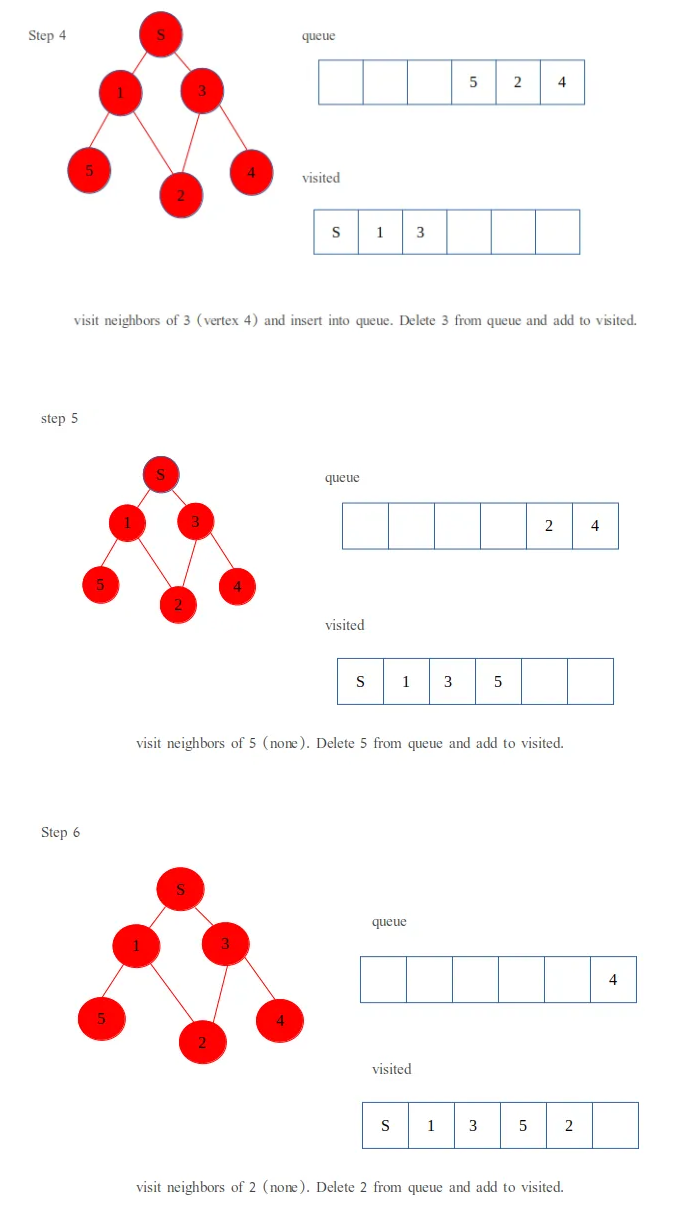 Step 4
queue
S
1
3
5
2
4
5 2 4
visited
S 1 3
visit neighbors of 3 (vertex 4) and insert into queue. Delete 3 from queue and add to visited.
step 5
queue
S
1
3
5
2
4
2 4
visited
S 1 3 5
visit neighbors of 5 (none). Delete 5 from queue and add to visited.
Step 6
queue
S
1
3
5
2
4
4
visited
S 1 3 5 2
visit neighbors of 2 (none). Delete 2 from queue and add to visited.